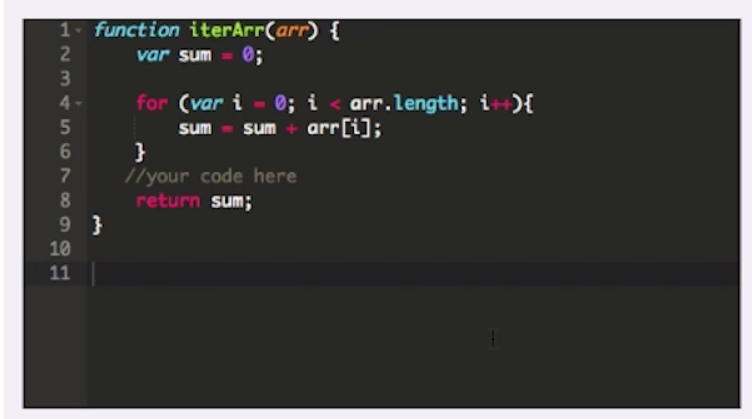 1 function iterArr(arr) {
2 var sum = 0;
3
4 for (var i = 0; i < arr.length; i++){
5 sum = sum + arr[i];
6 }
7 //your code here
8 return sum;
9 }
10
11